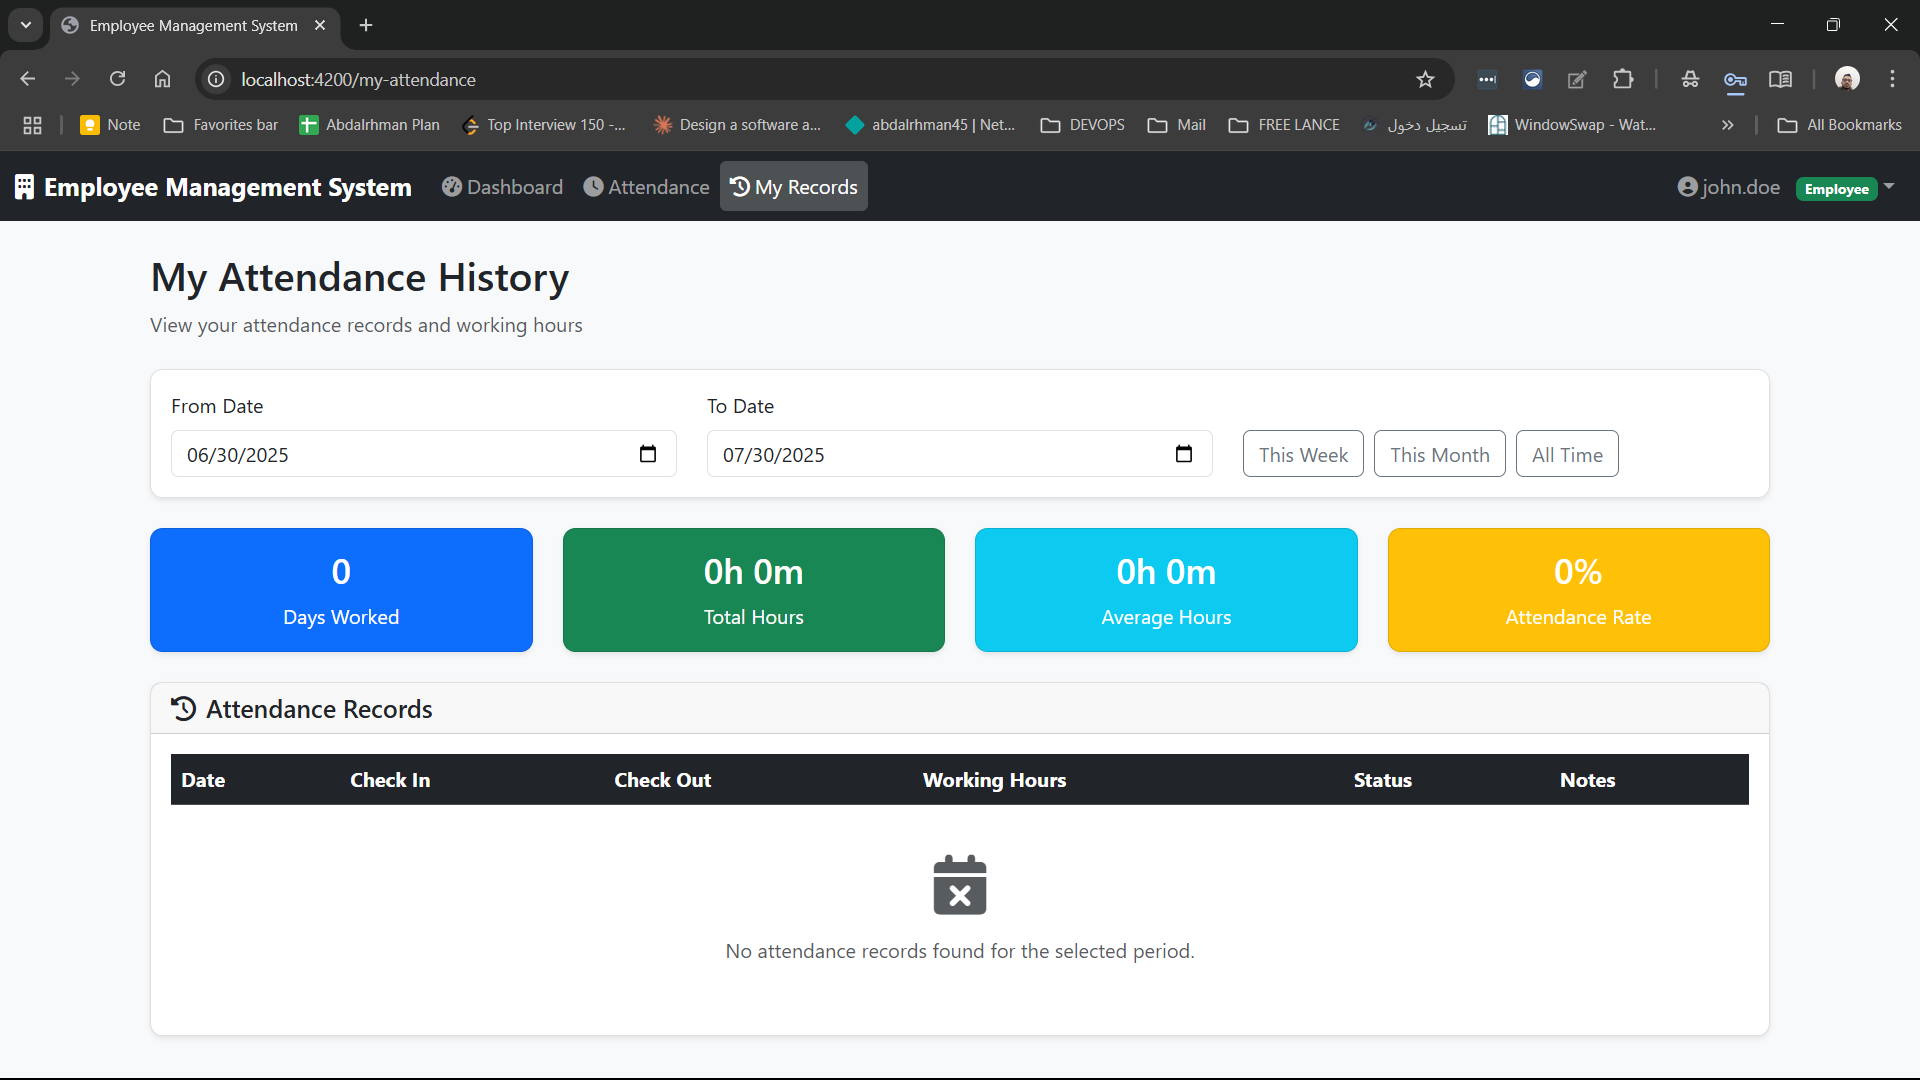 Employee Management System
localhost:4200/my-attendance
Note
Favorites bar
Abdalrhman Plan
Top Interview 150 -...
Design a software a...
abdalrhman45 | Net...
DEVOPS
Mail
FREE LANCE
تسجيل دخول
WindowSwap - Wat...
All Bookmarks
Employee Management System
Dashboard
Attendance
My Records
john.doe
Employee
My Attendance History
View your attendance records and working hours
From Date
To Date
06/30/2025
07/30/2025
This Week
This Month
All Time
0
Days Worked
0h 0m
Total Hours
0h 0m
Average Hours
0%
Attendance Rate
Attendance Records
Date
Check In
Check Out
Working Hours
Status
Notes
No attendance records found for the selected period.